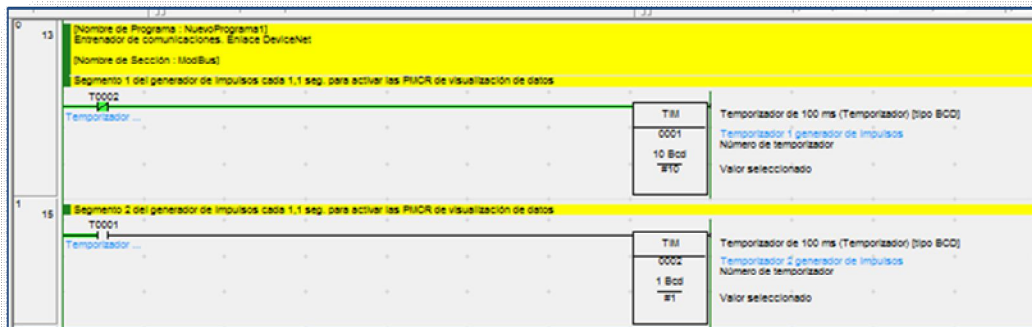 0
13
[Nombre de Programa : NuevoPrograma1]
Entrenador de comunicaciones. Enlace DeviceNet
[Nombre de Sección : ModBus]
Segmento 1 del generador de impulsos cada 1,1 seg. para activar las PMCR de visualización de datos
T0002
Temporizador ...
TIM
Temporizador de 100 ms (Temporizador) [tipo BCD]
0001
Temporizador 1 generador de impulsos
Número de temporizador
10 Bcd
#10
Valor seleccionado
1
15
Segmento 2 del generador de impulsos cada 1,1 seg. para activar las PMCR de visualización de datos
T0001
Temporizador ...
TIM
Temporizador de 100 ms (Temporizador) [tipo BCD]
0002
Temporizador 2 generador de impulsos
Número de temporizador
1 Bcd
#1
Valor seleccionado